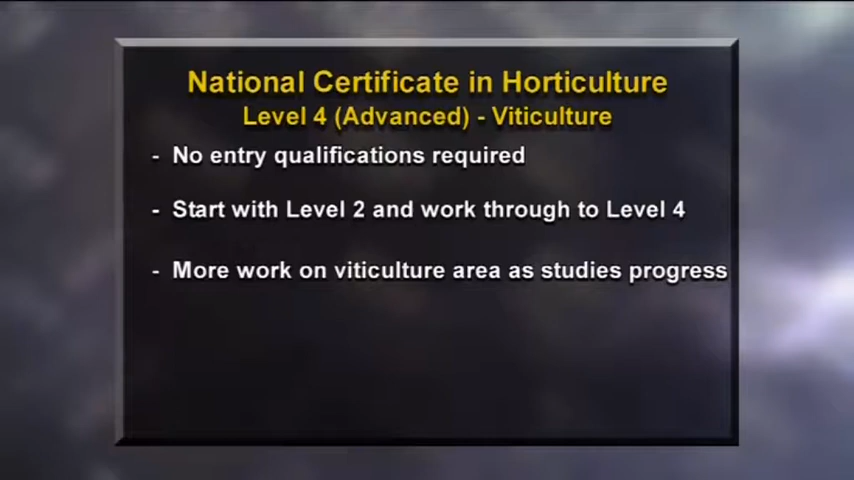 National Certificate in Horticulture
Level 4 (Advanced) - Viticulture
- No entry qualifications required
- Start with Level 2 and work through to Level 4
- More work on viticulture area as studies progress